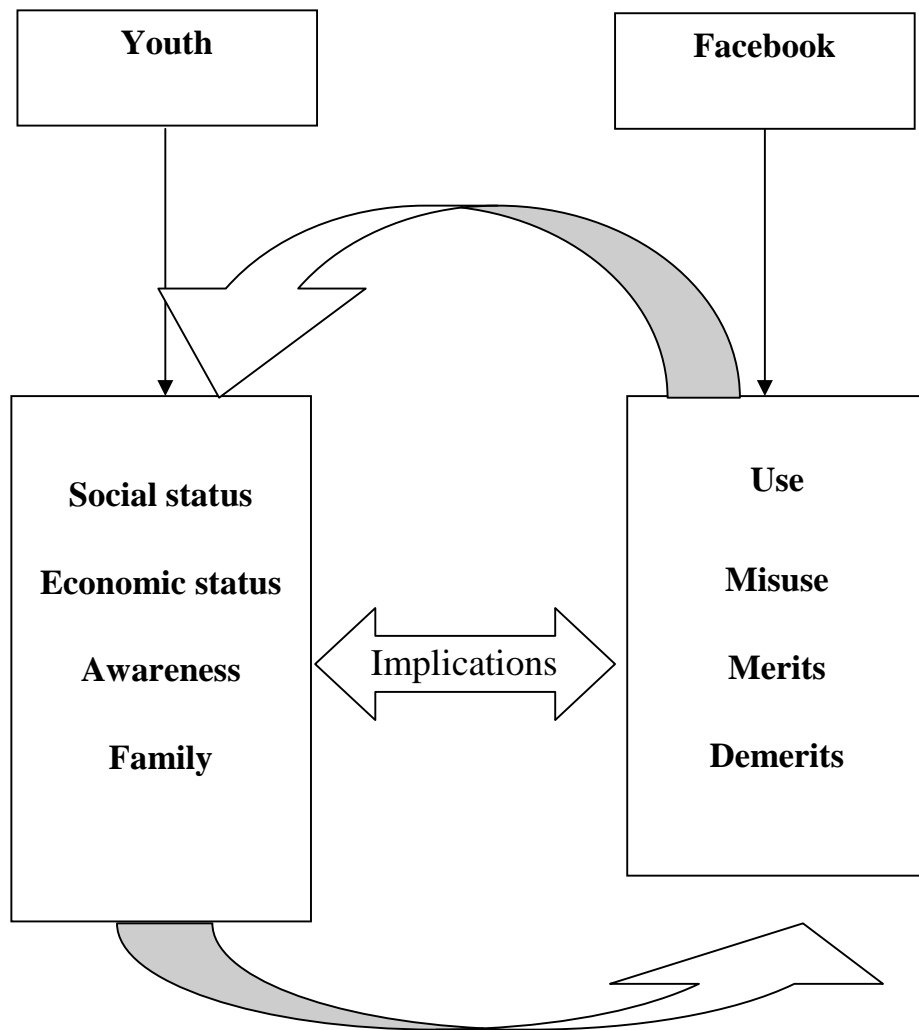 Youth
Facebook
Social status
Economic status
Awareness
Family
Implications
Use
Misuse
Merits
Demerits